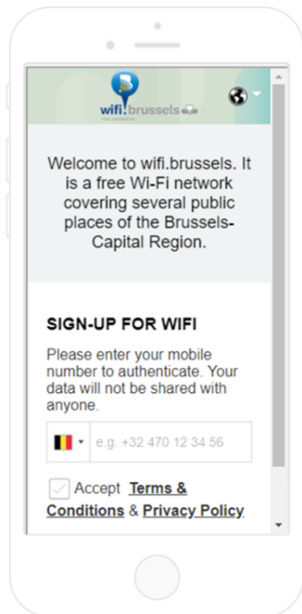 wifi.brussels
Welcome to wifi.brussels. It
is a free Wi-Fi network
covering several public
places of the Brussels-
Capital Region.
SIGN-UP FOR WIFI
Please enter your mobile
number to authenticate. Your
data will not be shared with
anyone.
e.g. +32 470 12 34 56
Accept Terms &
Conditions & Privacy Policy